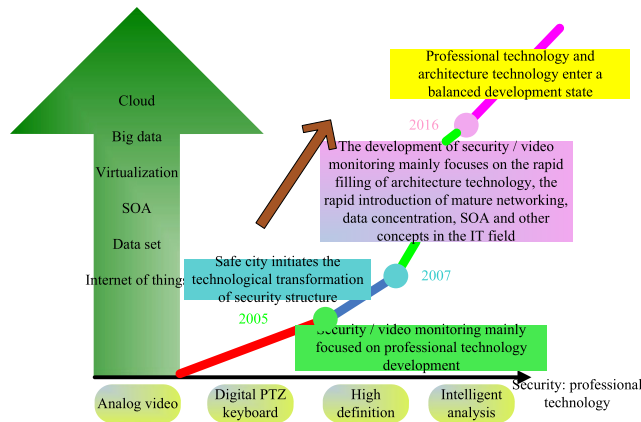 Professional technology and
architecture technology enter a
balanced development state
Cloud
2016
Big data
The development of security / video
monitoring mainly focuses on the rapid
filling of architecture technology, the
rapid introduction of mature networking,
data concentration, SOA and other
concepts in the IT field
Virtualization
SOA
Data set
Internet of things
Safe city initiates the
technological transformation
of security structure
2007
2005
Security / video monitoring mainly
focused on professional technology
development
Security: professional
technology
Analog video
Digital PTZ
keyboard
High
definition
Intelligent
analysis